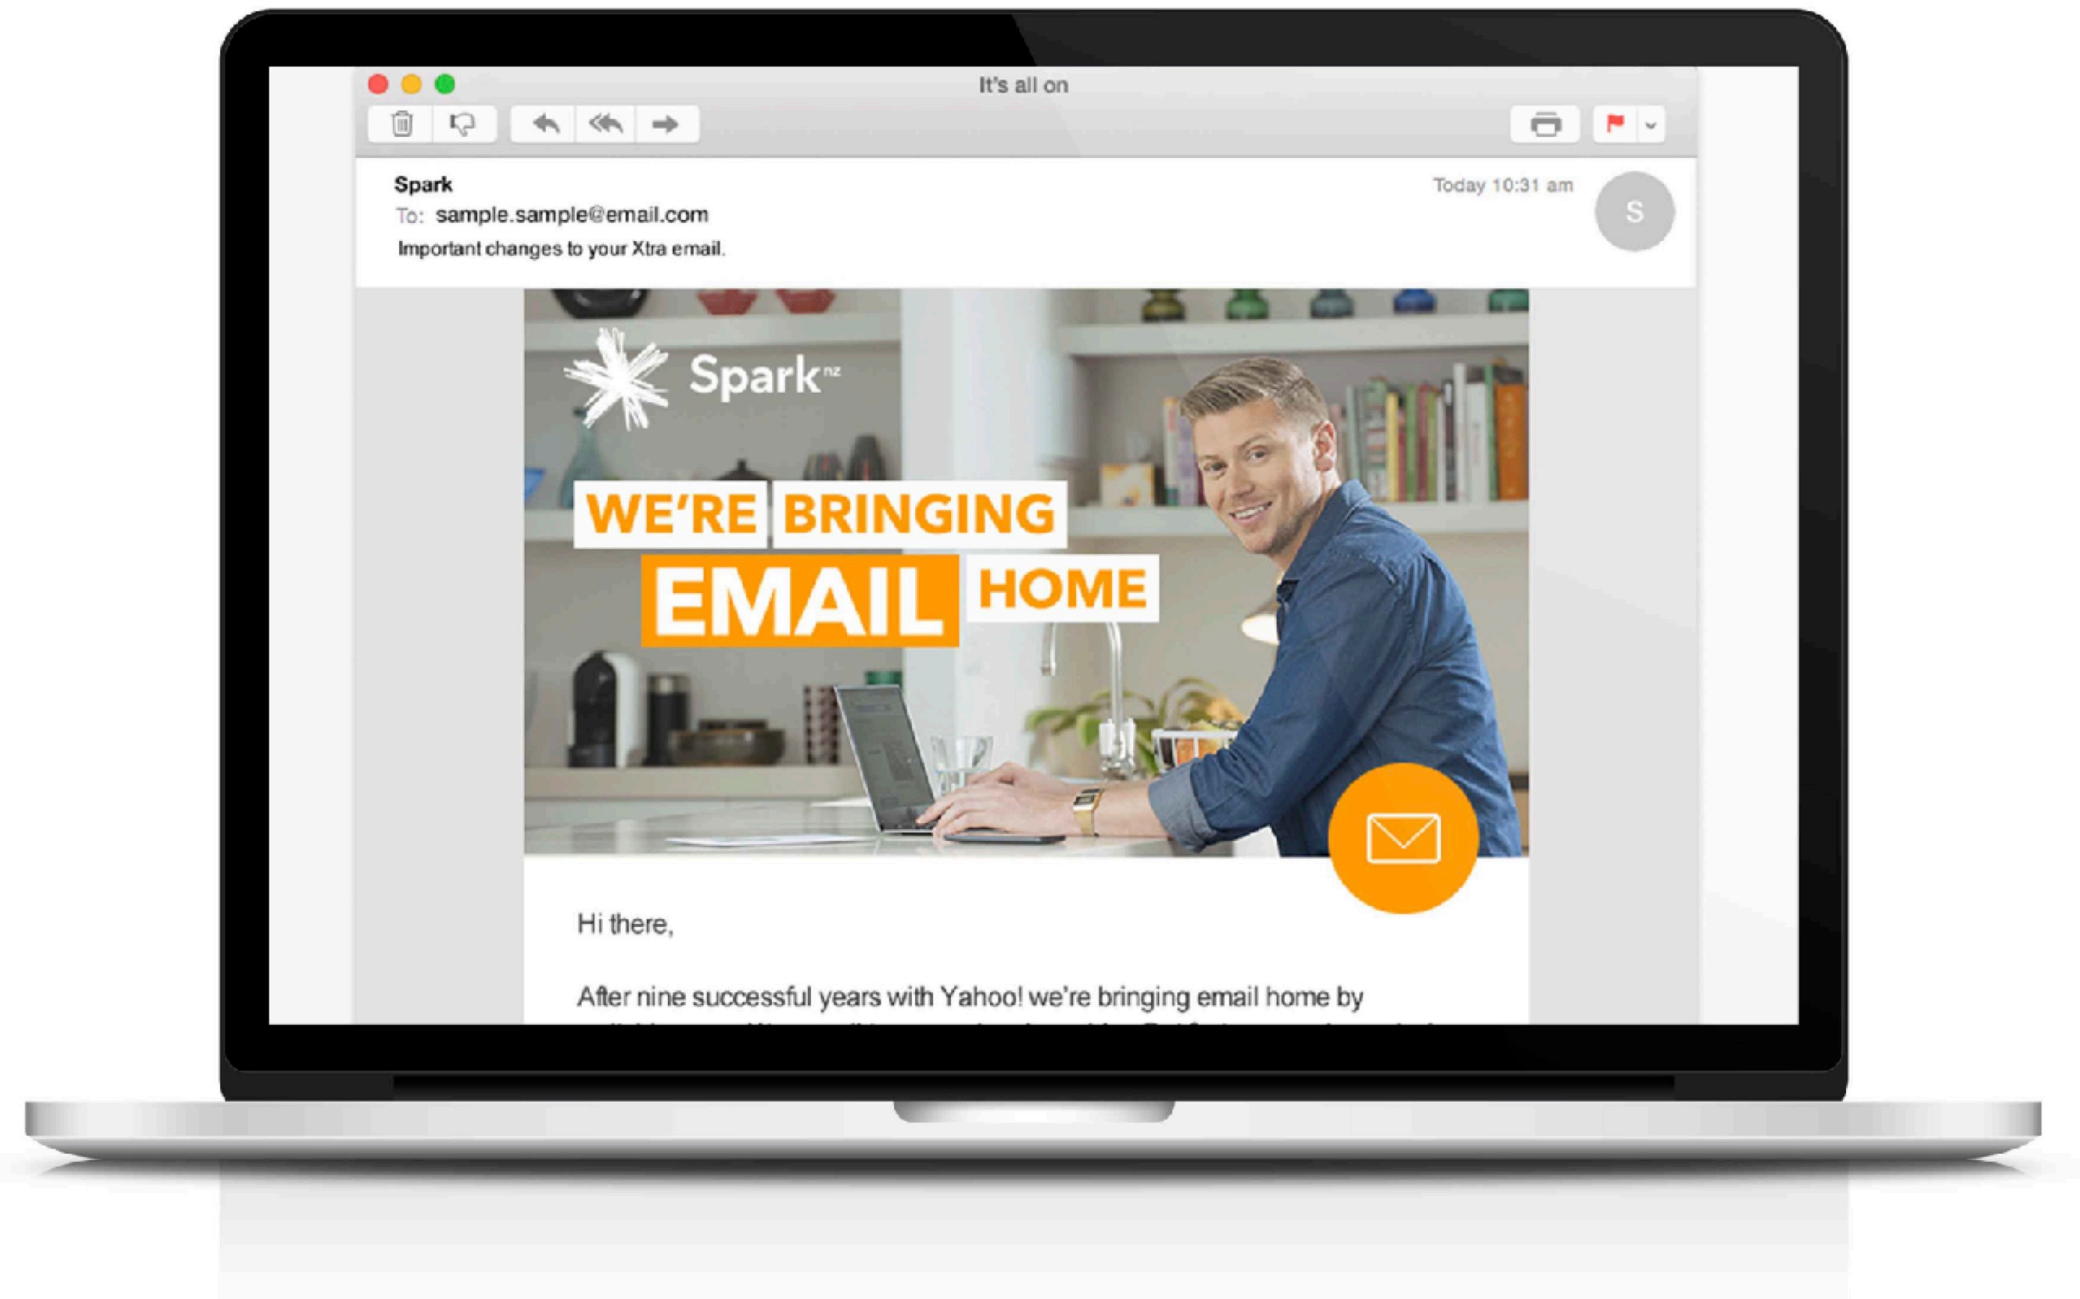 It's all on
Spark
Today 10:31 am
S
To: sample.sample@email.com
Important changes to your Xtra email.
Spark nz
WE'RE BRINGING
EMAIL HOME
Hi there,
After nine successful years with Yahoo! we're bringing email home by